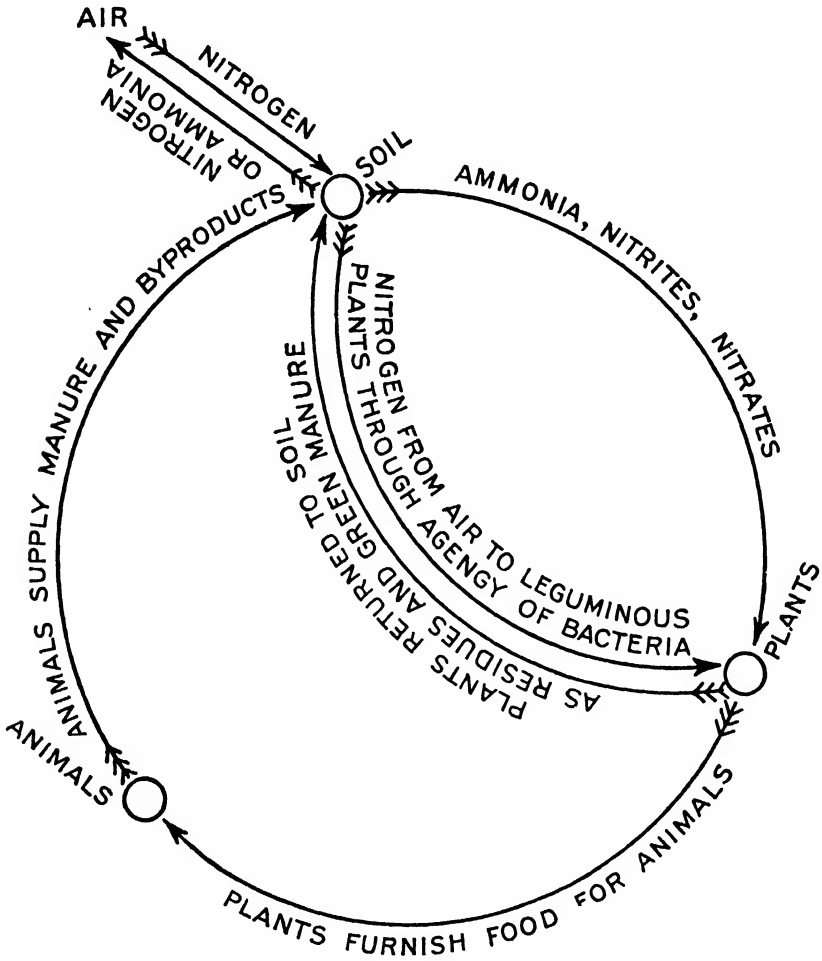 AIR
NITROGEN
NITROGEN
OR AMMONIA
SOIL
AMMONIA, NITRITES, NITRATES
NITROGEN FROM AIR TO LEGUMINOUS
PLANTS THROUGH AGENGY OF BACTERIA
PLANTS RETURNED TO SOIL
AS RESIDUES AND GREEN MANURE
PLANTS
PLANTS FURNISH FOOD FOR ANIMALS
ANIMALS
ANIMALS SUPPLY MANURE AND BYPRODUCTS